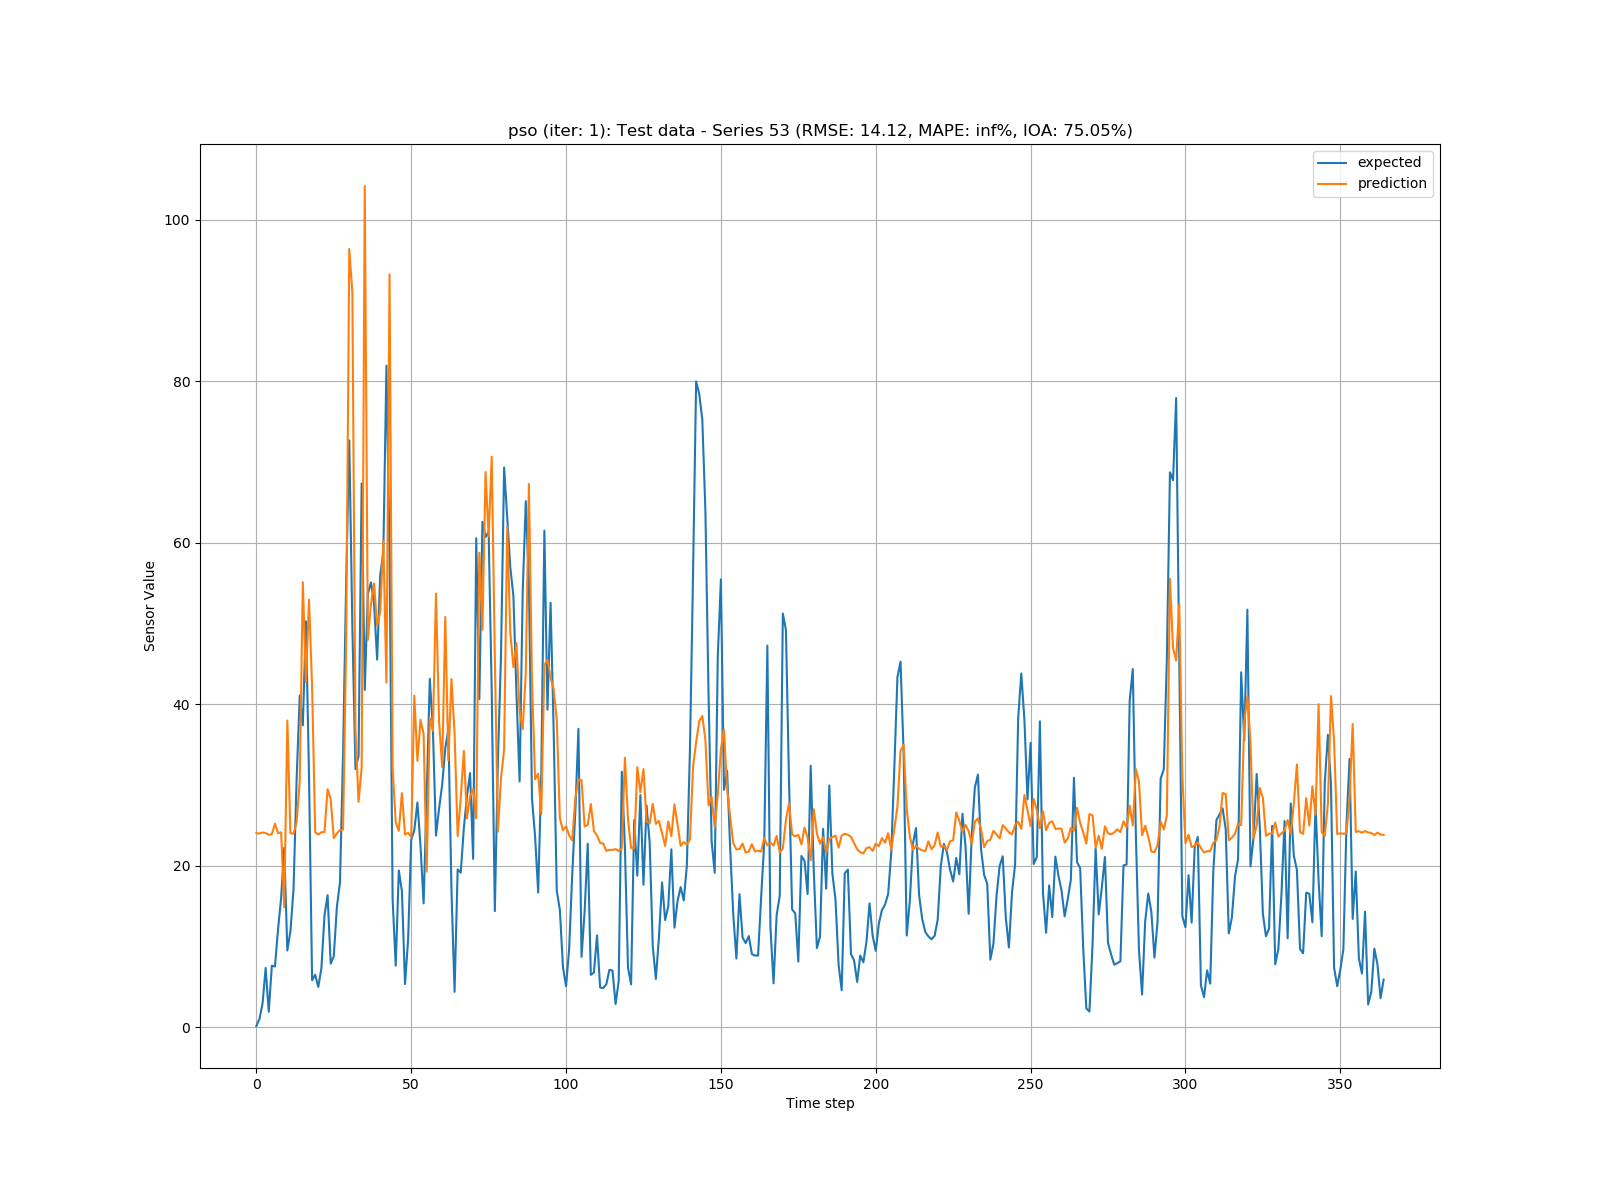 pso (iter: 1): Test data - Series 53 (RMSE: 14.12, MAPE: inf%, IOA: 75.05%)
expected
prediction
100
80
60
40
20
0
Sensor Value
0 50 100 150 200 250 300 350
Time step